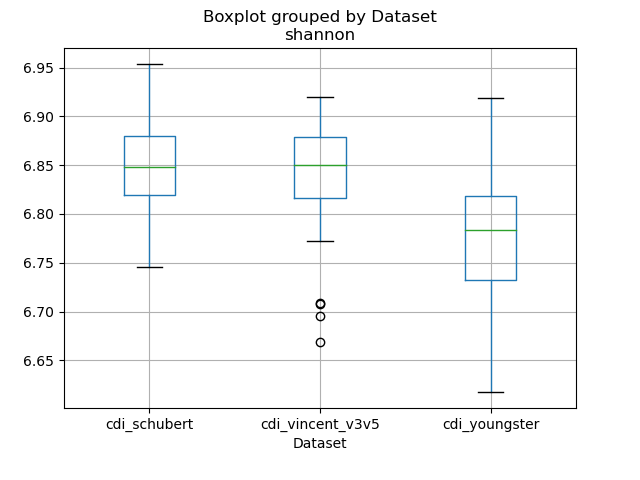 Boxplot grouped by Dataset
shannon
6.95
6.90
6.85
6.80
6.75
6.70
6.65
cdi_schubert cdi_vincent_v3v5 cdi_youngster
Dataset